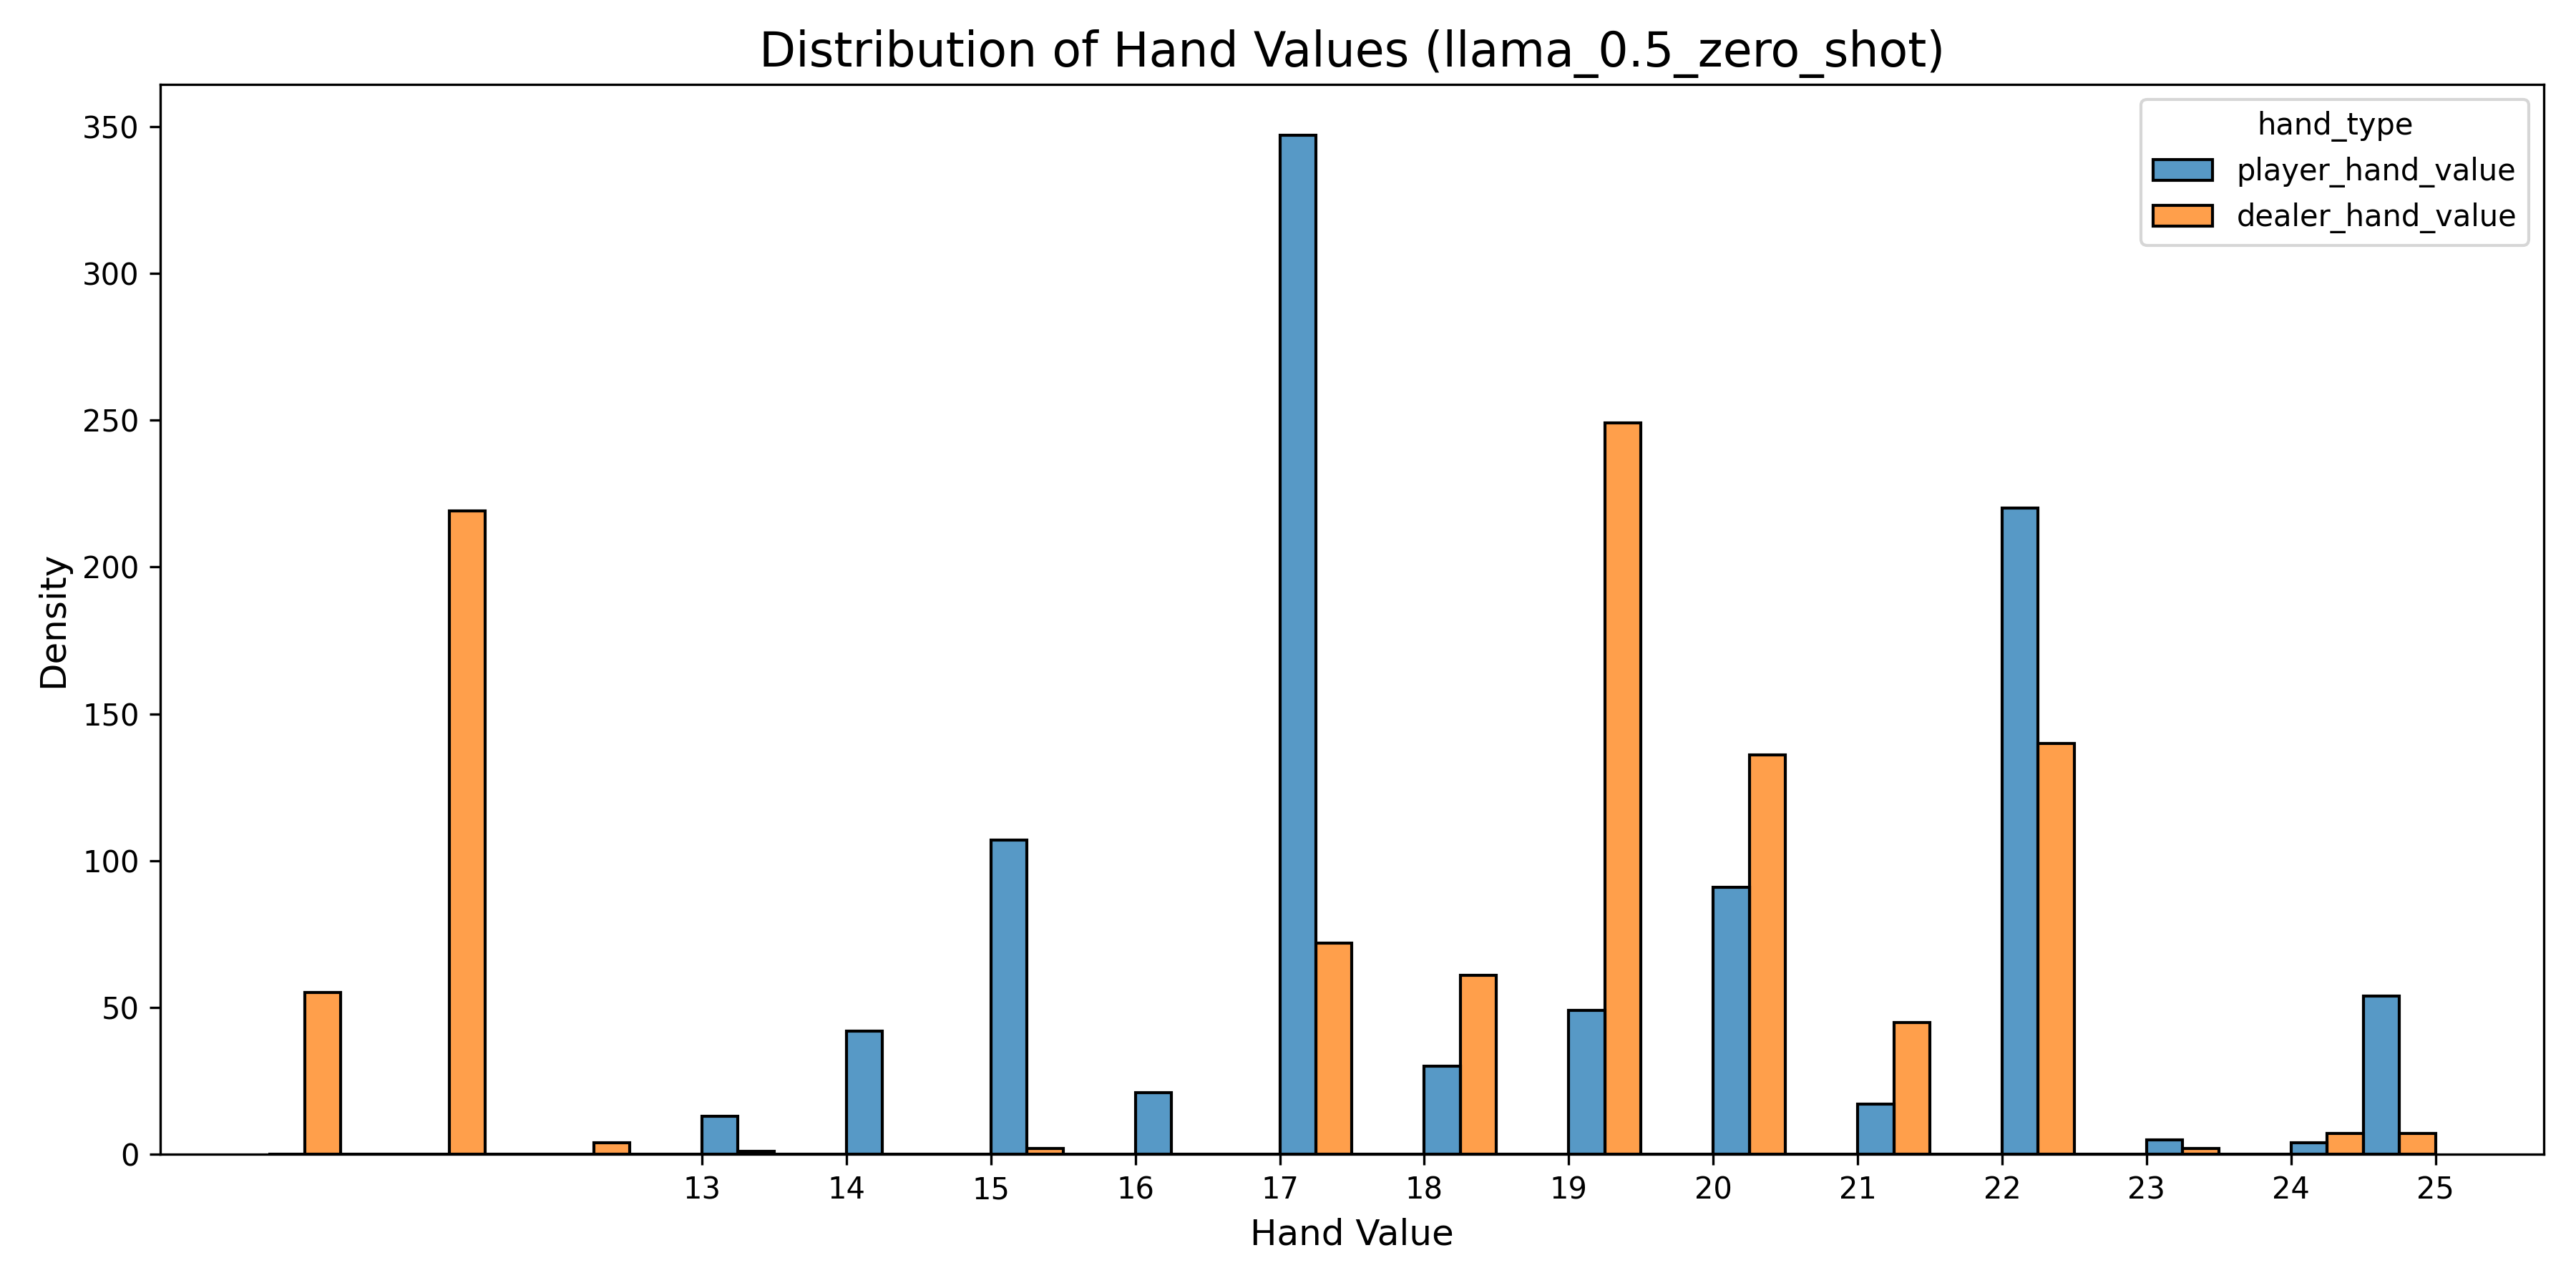 Distribution of Hand Values (llama_0.5_zero_shot)
hand_type
player_hand_value
dealer_hand_value
Density
350
300
250
200
150
100
50
0
13 14 15 16 17 18 19 20 21 22 23 24 25
Hand Value